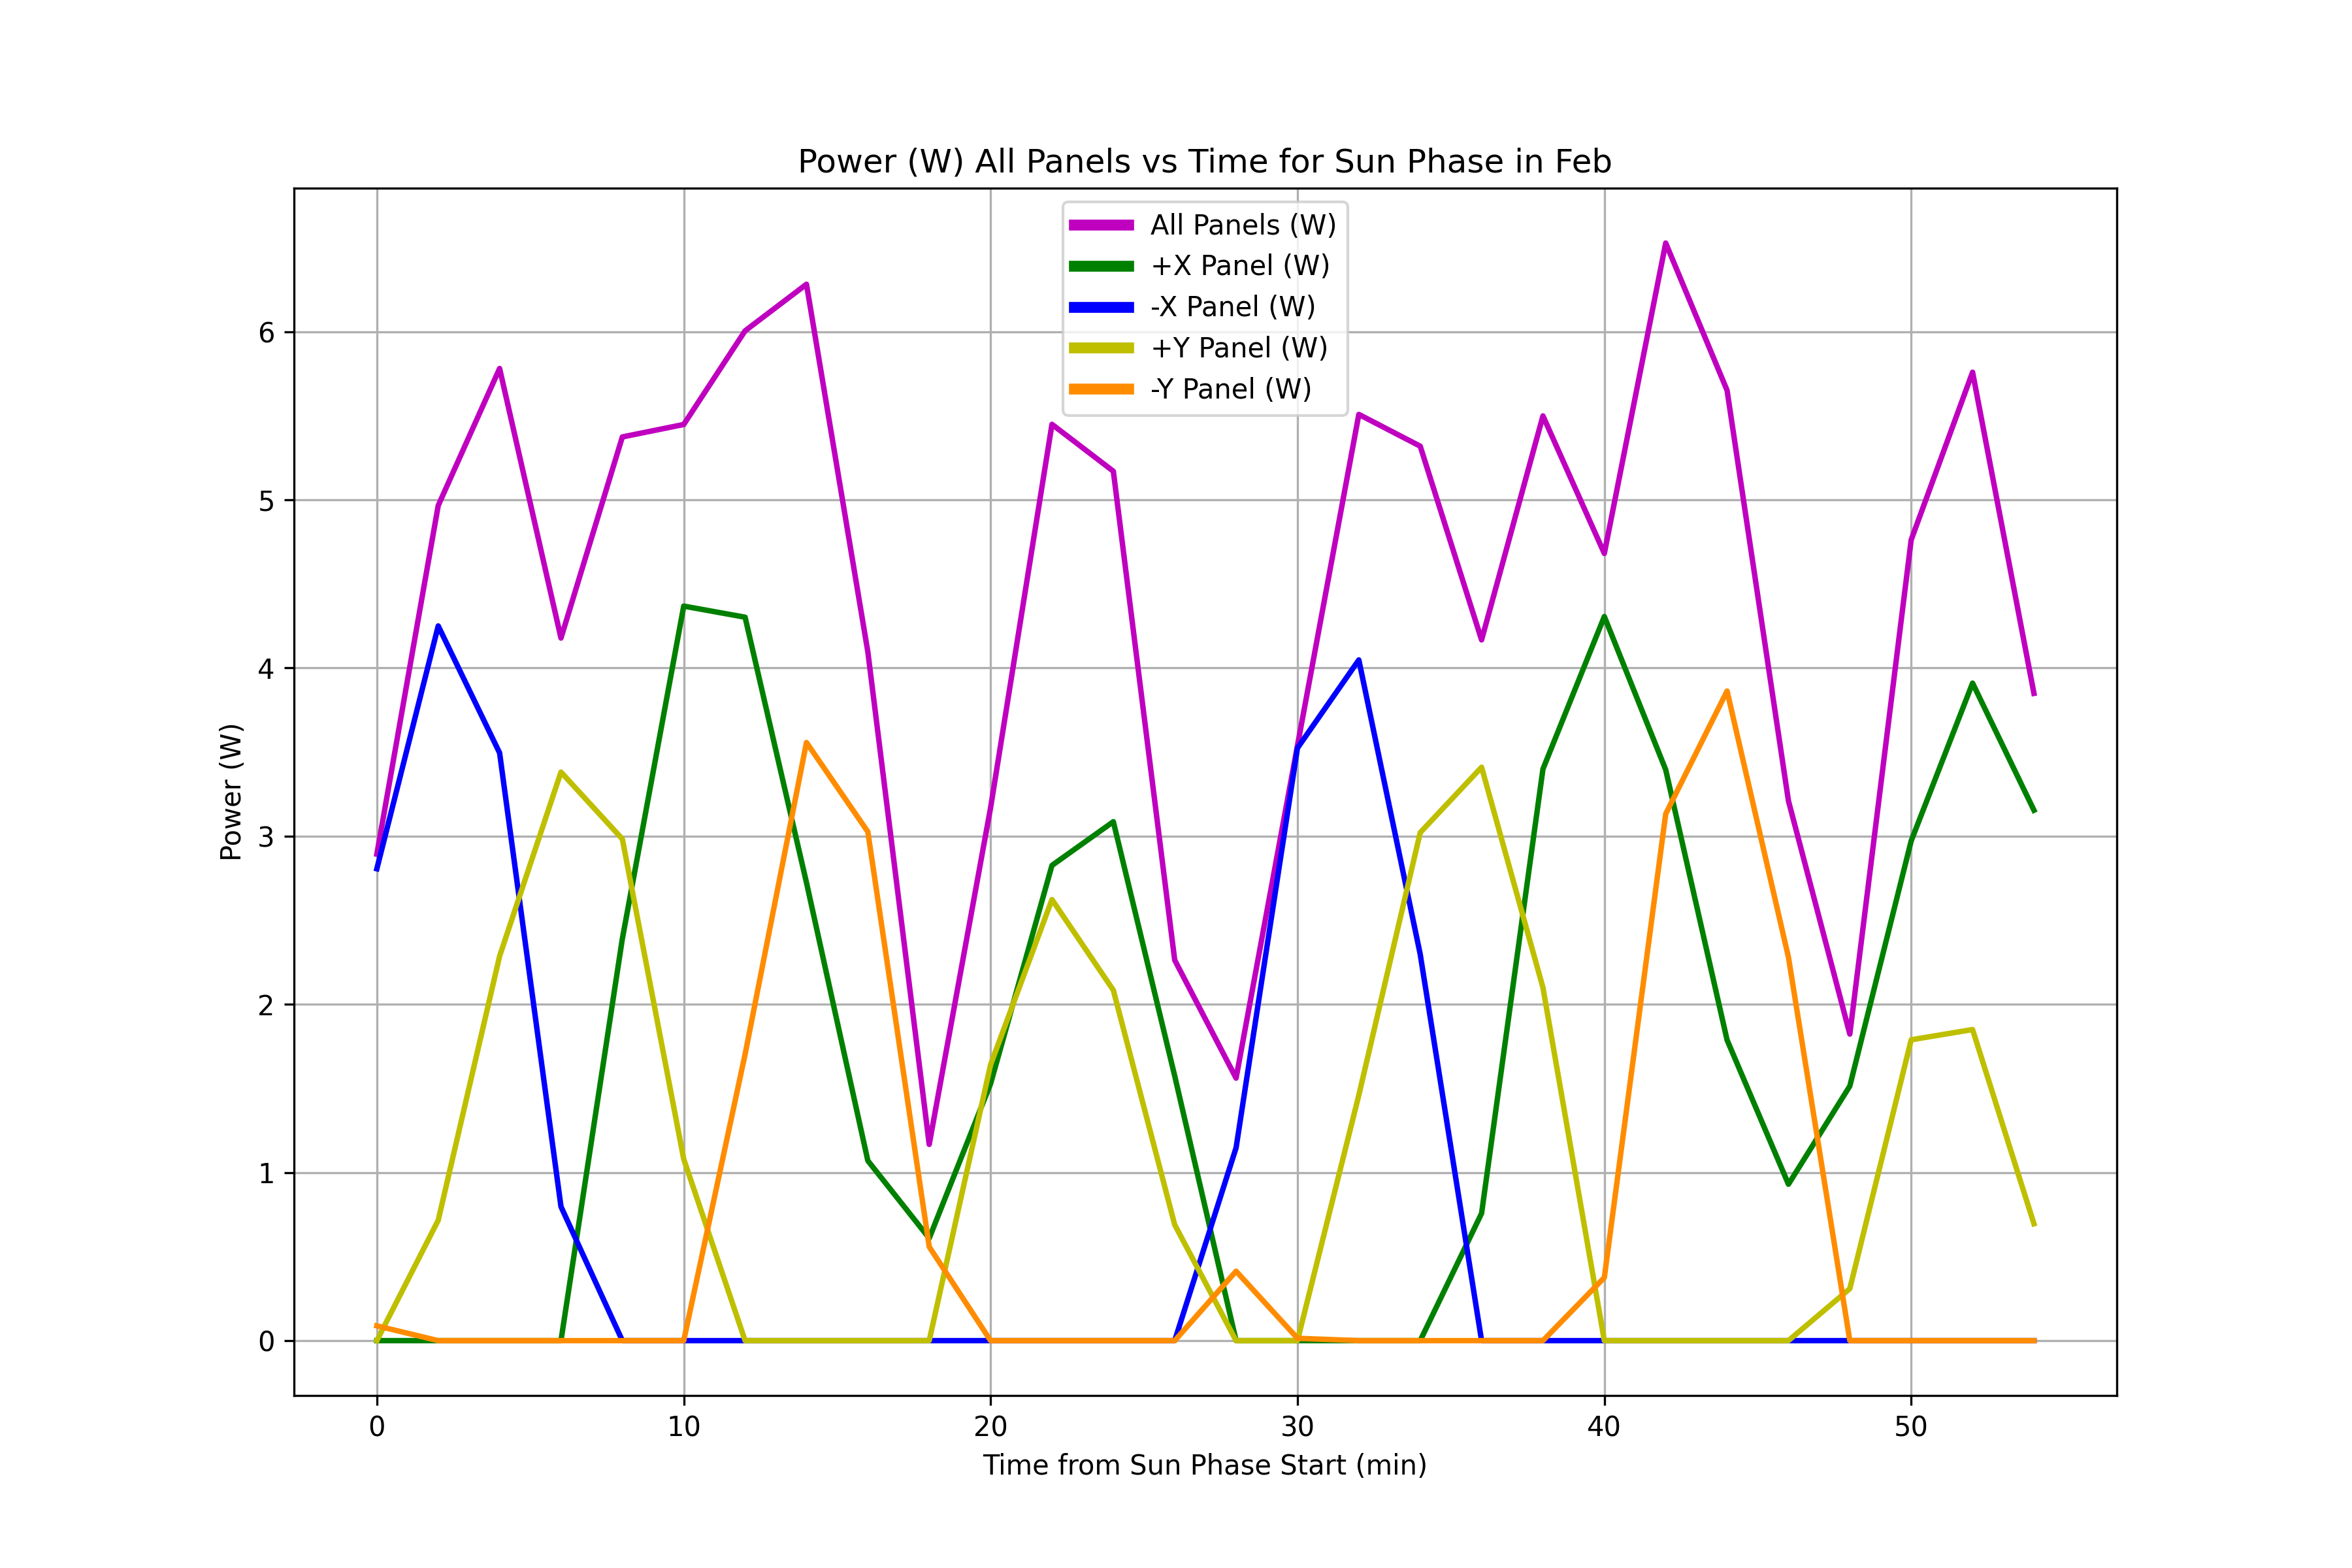 Power (W) All Panels vs Time for Sun Phase in Feb
All Panels (W)
+X Panel (W)
-X Panel (W)
+Y Panel (W)
-Y Panel (W)
Power (W)
6
5
4
3
2
1
0
0 10 20 30 40 50
Time from Sun Phase Start (min)